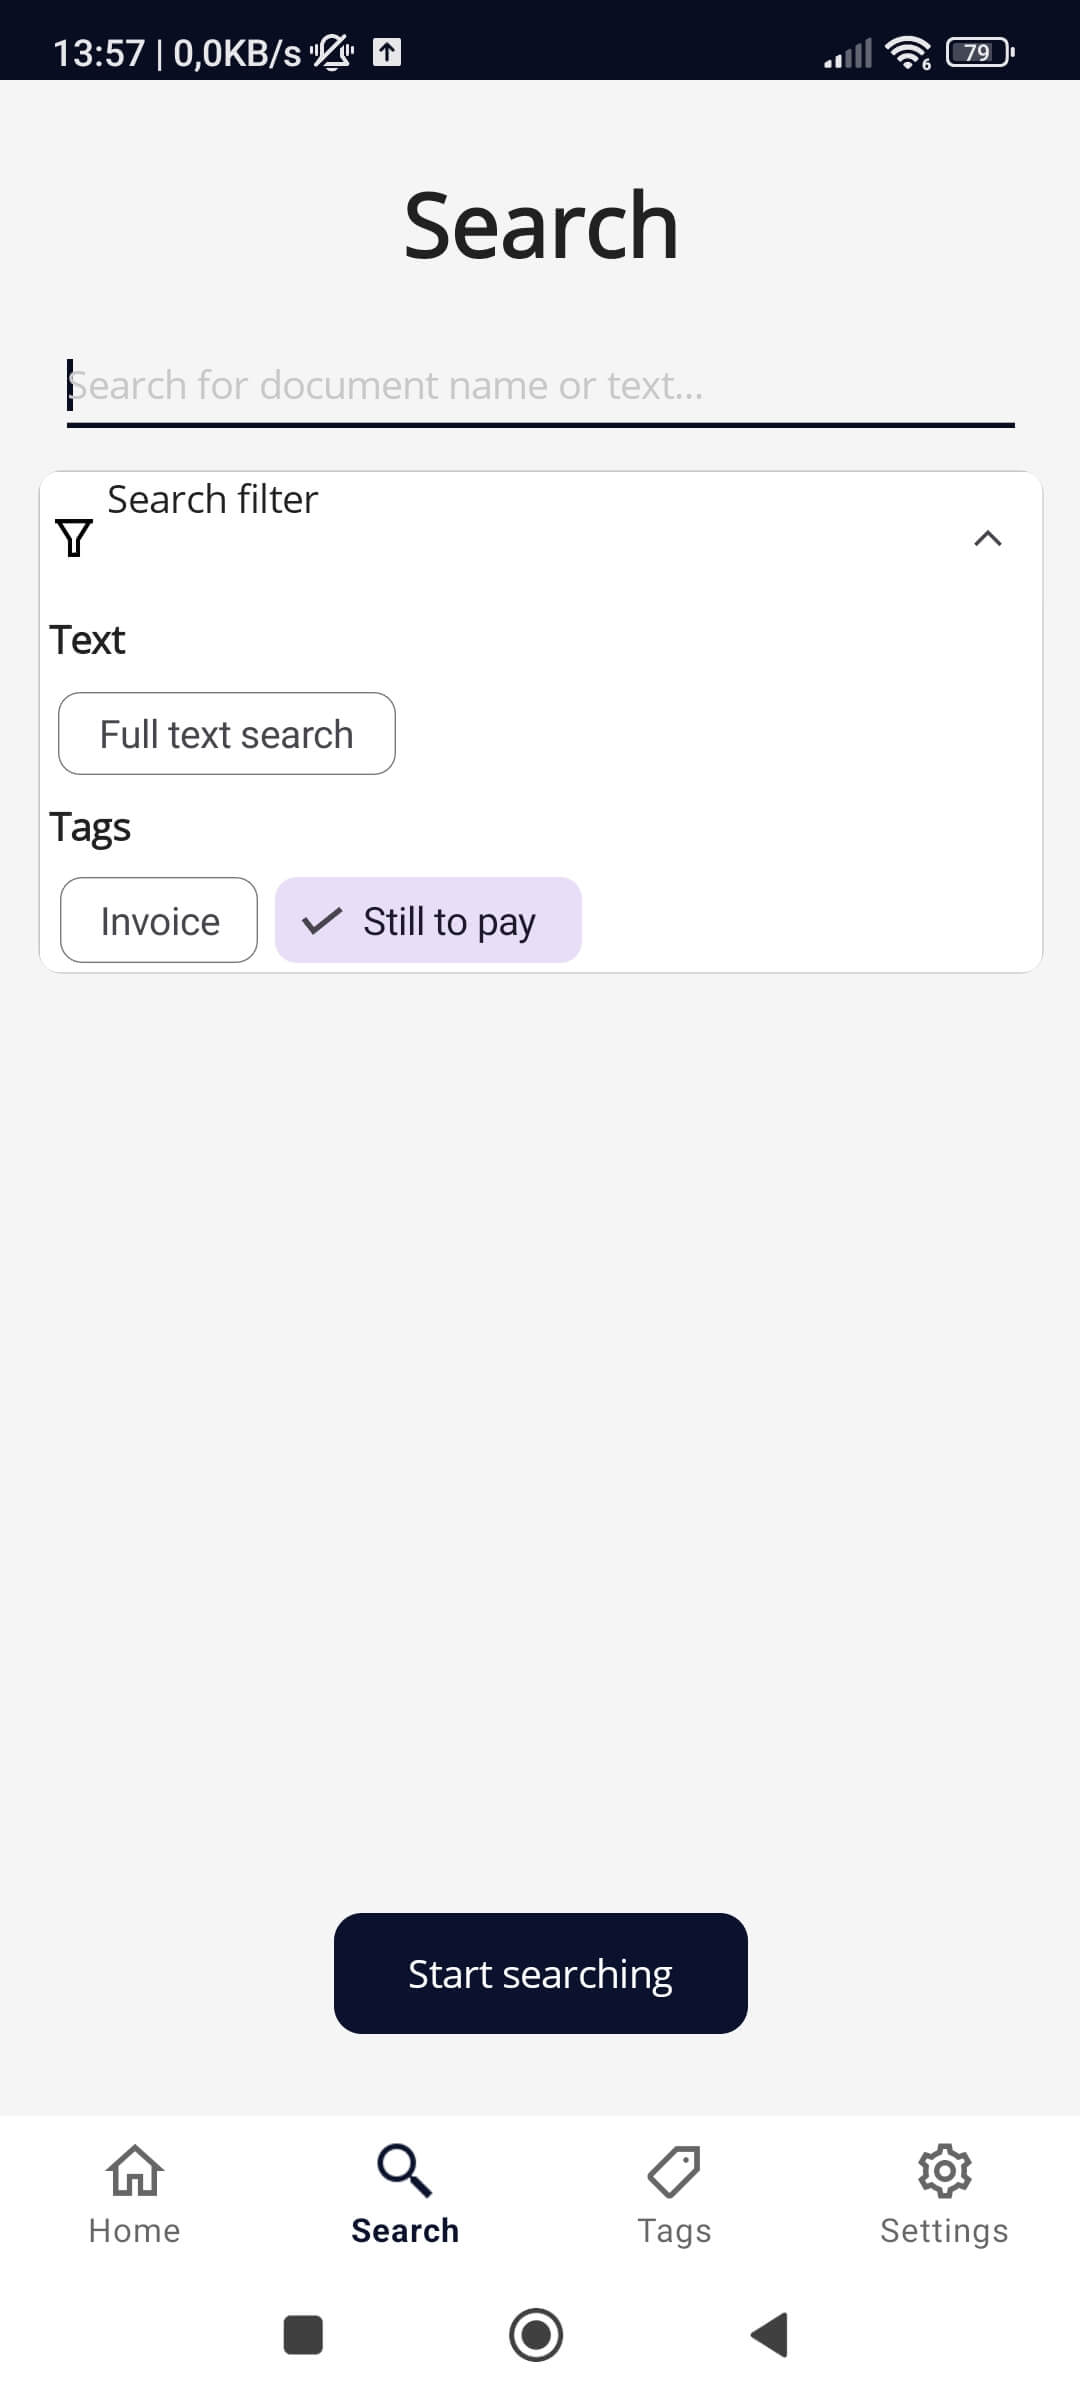 13:57 | 0,0KB/s
6
79
Search
Search for document name or text...
Search filter
Text
Full text search
Tags
Invoice
Still to pay
Start searching
Home
Search
Tags
Settings